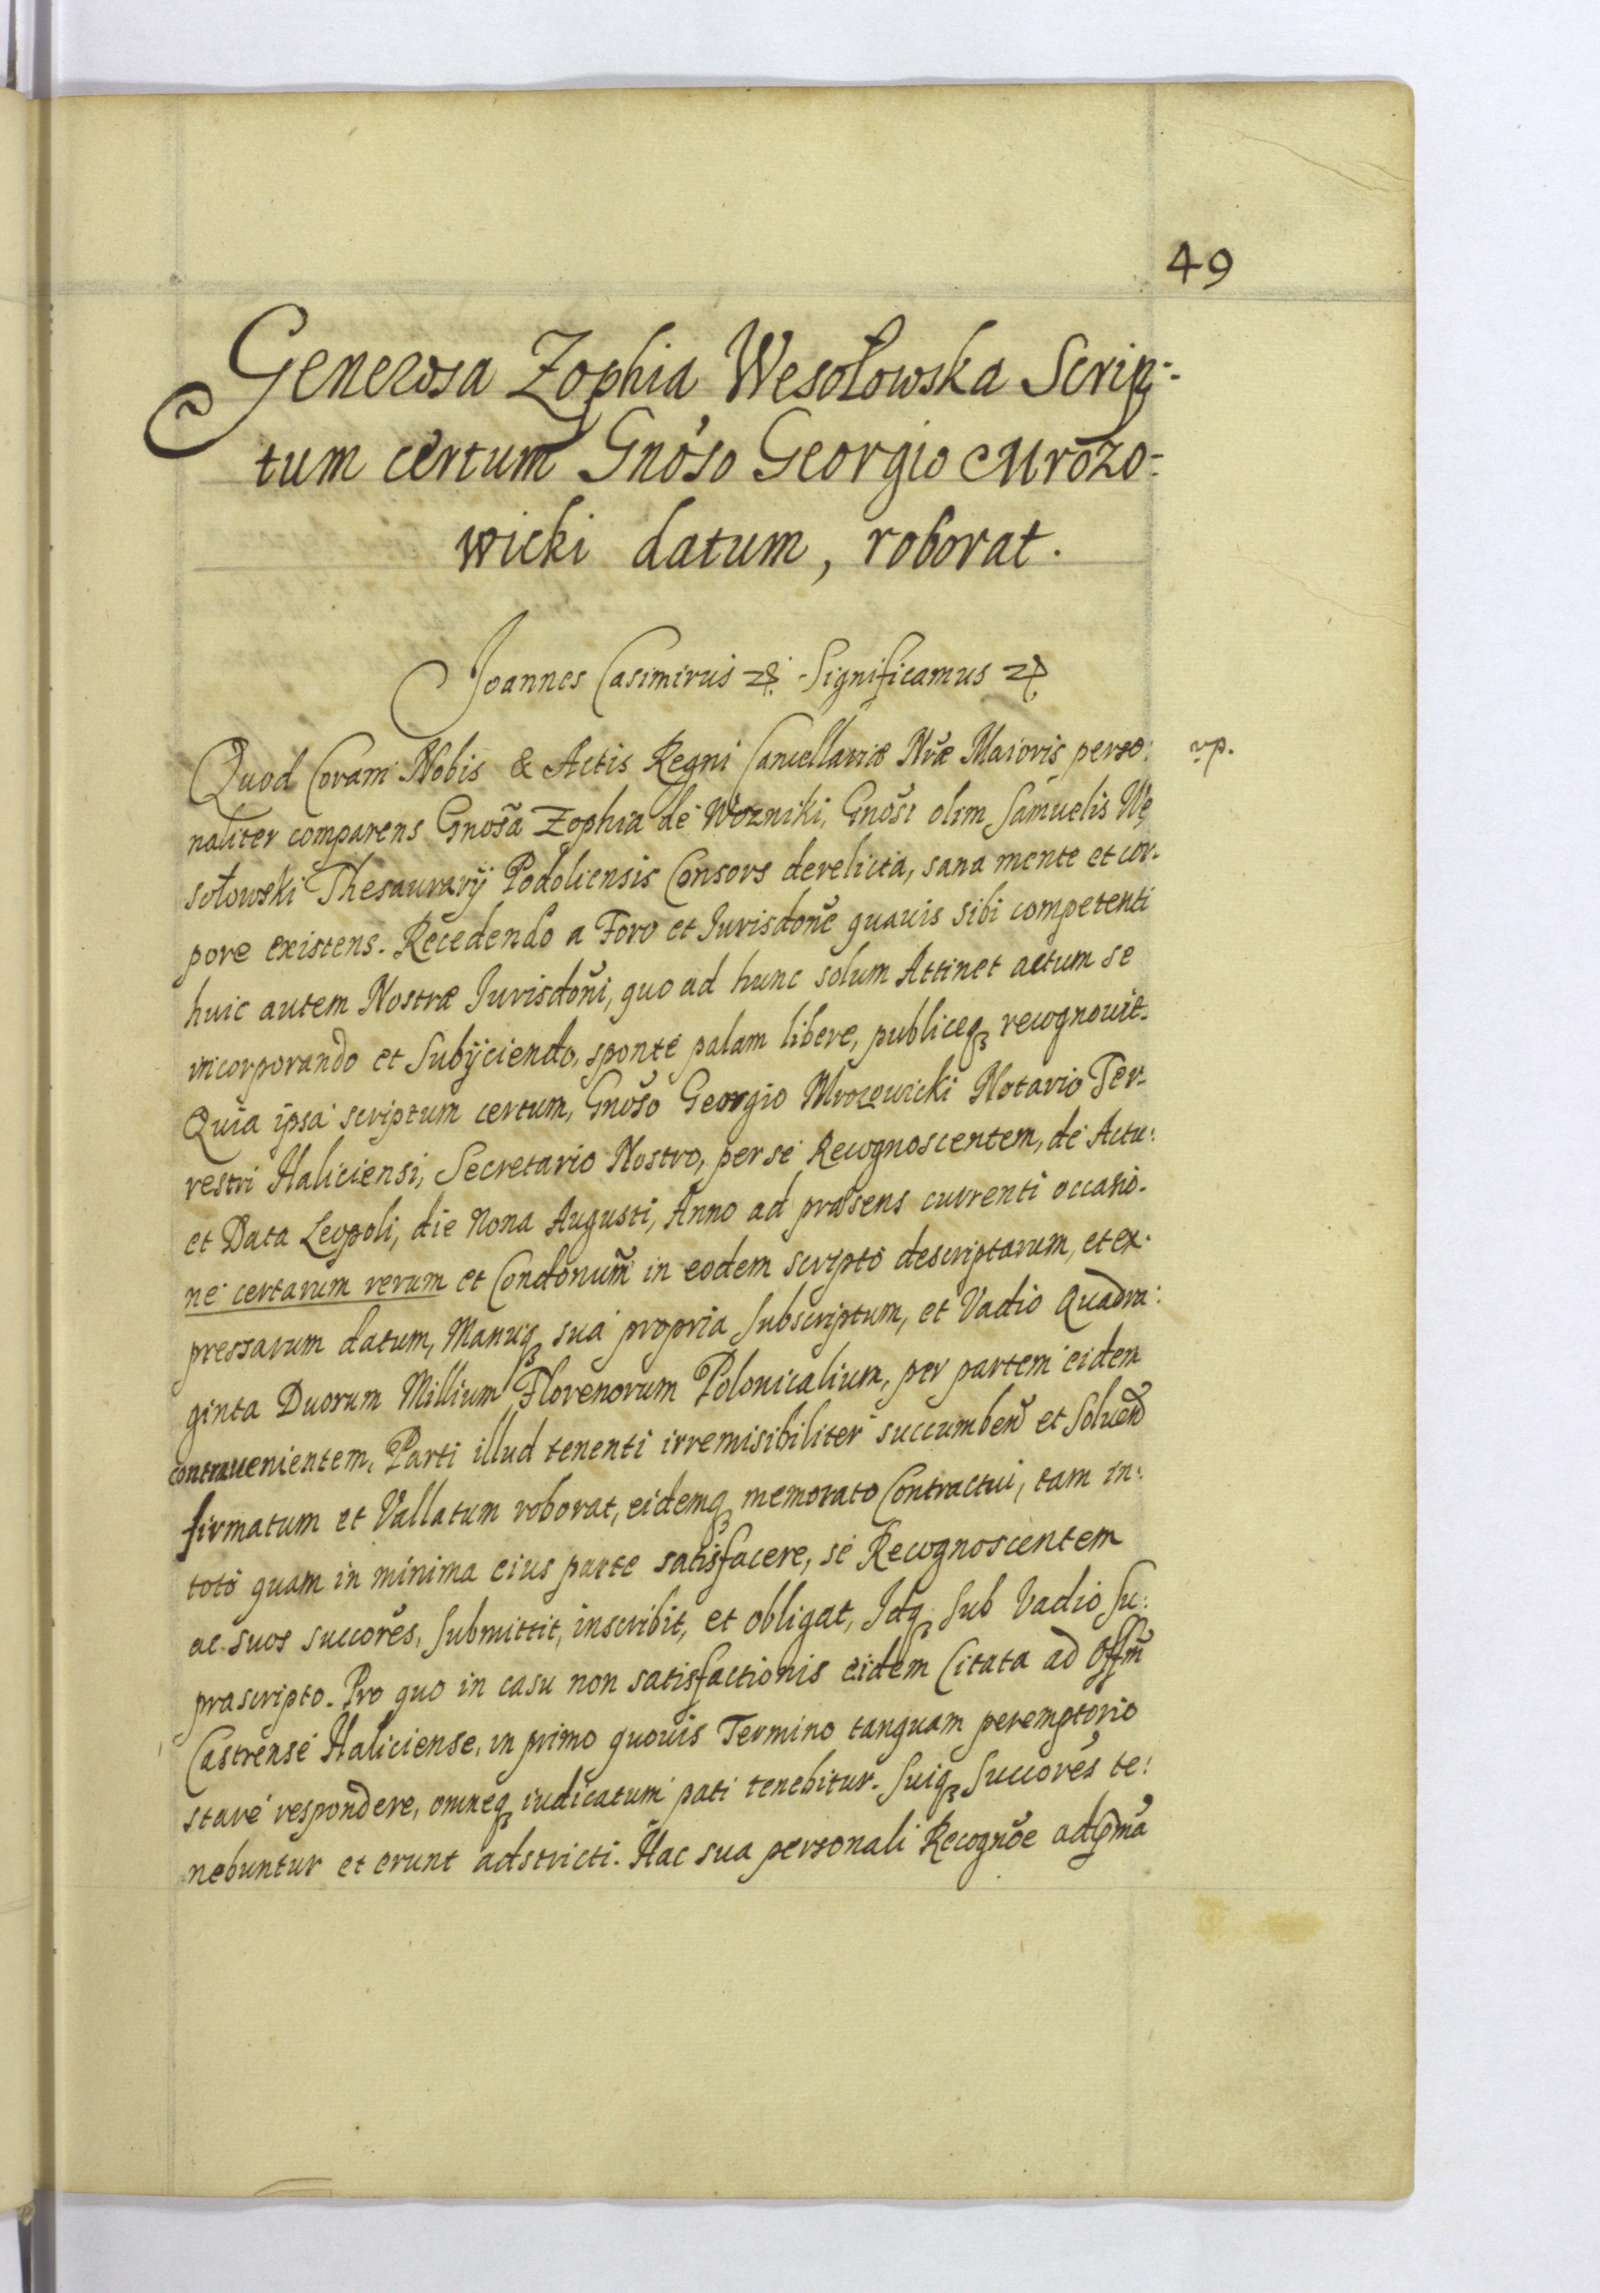 49
Generosa Zophia Wesołowska Scrip:
tum certum Gnoso Georgio Mrozo:
wicki datum, roborat.
Joannes Casimirus &. Significamus &
Quod Coram Nobis & Actis Regni Cancellariæ Nræ Maioris perso: rp.
naliter comparens Gnosa Zophia de Wozniki, Gnosi olim Samuelis We
sołowski Thesaurarij Podoliensis Consors derelicta, sana mente et cor-
pore existens. Recedendo a Foro et Iurisdone quauis sibi competenti
huic autem Nostræ Iurisdoni, quo ad hunc solum Attinet actum se
incorporando et Subijciendo, sponte palam libere, publiceq recognouit.
Quia ipsa scriptum certum, Gnoso Georgio Mrozowicki Notario Ter-
restri Haliciensi, Secretario Nostro, per se Recognoscentem, de Actu:
et Data Leopoli, die Nona Augusti, Anno ad præsens currenti occasio-
ne certarum rerum et Condonum in eodem scripto descriptarum, et ex-
pressarum datum, Manuq sua propria Subscriptum, et Vadio Quadra:
ginta Duorum Millium Florenorum Polonicalium, per partem eidem
contrauenientem, Parti illud tenenti irremisibiliter succumben et Soluen
firmatum et Vallatum roborat, eidemq memorato Contractui, tam in:
toto quam in minima eius parte satisfacere, se Recognoscentem
ac suos succores, Submittit, inscribit, et obligat, Idq Sub Vadio Su:
prascripto. Pro quo in casu non satisfactionis eidem Citata ad Offm
Castrense Haliciense, in primo quouis Termino tanquam peremptorio
stare respondere, omneq iudicatum pati tenebitur. Suiq Succores te:
nebuntur et erunt adstricti. Hac sua personali Recognoe